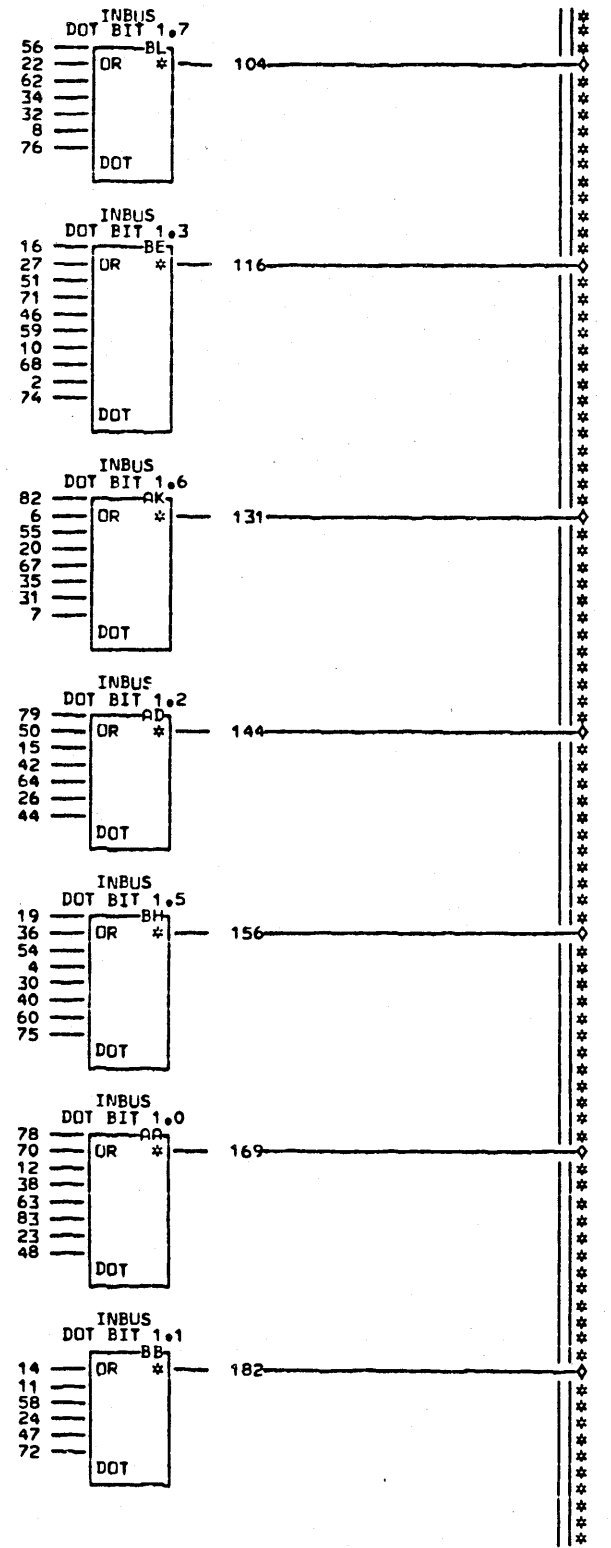 INBUS
DOT BIT 1.7
56 BL
22 OR * 104
62
34
32
8
76
DOT
INBUS
DOT BIT 1.3
16 BE
27 OR * 116
51
71
46
59
10
68
2
74
DOT
INBUS
DOT BIT 1.6
82 AK
6 OR * 131
55
20
67
35
31
7
DOT
INBUS
DOT BIT 1.2
79 AD
50 OR * 144
15
42
64
26
44
DOT
INBUS
DOT BIT 1.5
19 BH
36 OR * 156
54
4
30
40
60
75
DOT
INBUS
DOT BIT 1.0
78 AA
70 OR * 169
12
38
63
83
23
48
DOT
INBUS
DOT BIT 1.1
BB
14 OR * 182
11
58
24
47
72
DOT